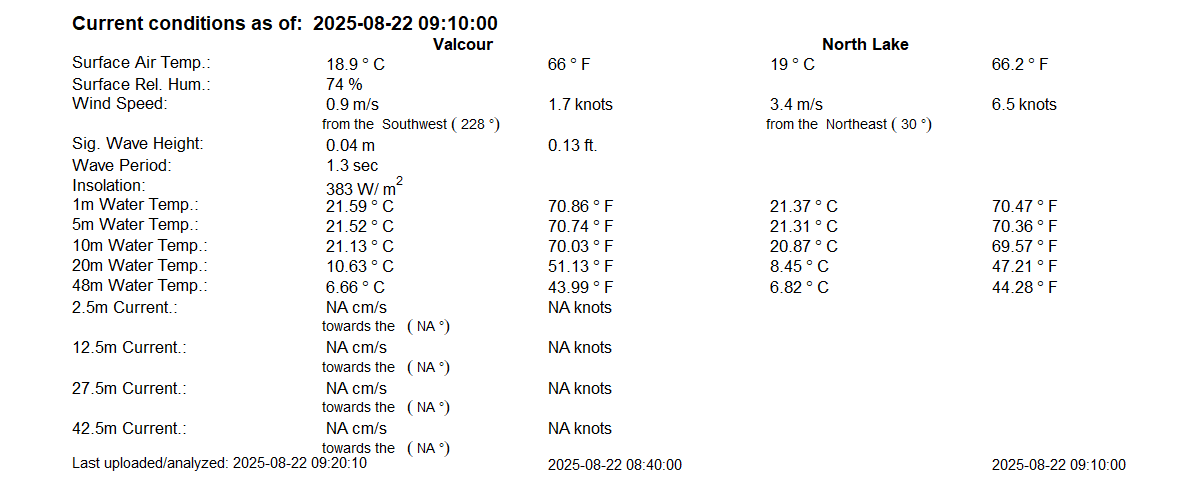 Current conditions as of: 2025-08-22 09:10:00
Valcour North Lake
Surface Air Temp.: 18.9 ° C 66 ° F 19 ° C 66.2 ° F
Surface Rel. Hum.: 74 %
Wind Speed: 0.9 m/s 1.7 knots 3.4 m/s 6.5 knots
from the Southwest ( 228 °) from the Northeast ( 30 °)
Sig. Wave Height: 0.04 m 0.13 ft.
Wave Period: 1.3 sec
Insolation: 383 W/ m²
1m Water Temp.: 21.59 ° C 70.86 ° F 21.37 ° C 70.47 ° F
5m Water Temp.: 21.52 ° C 70.74 ° F 21.31 ° C 70.36 ° F
10m Water Temp.: 21.13 ° C 70.03 ° F 20.87 ° C 69.57 ° F
20m Water Temp.: 10.63 ° C 51.13 ° F 8.45 ° C 47.21 ° F
48m Water Temp.: 6.66 ° C 43.99 ° F 6.82 ° C 44.28 ° F
2.5m Current.: NA cm/s NA knots
towards the ( NA °)
12.5m Current.: NA cm/s NA knots
towards the ( NA °)
27.5m Current.: NA cm/s NA knots
towards the ( NA °)
42.5m Current.: NA cm/s NA knots
towards the ( NA °)
Last uploaded/analyzed: 2025-08-22 09:20:10 2025-08-22 08:40:00 2025-08-22 09:10:00